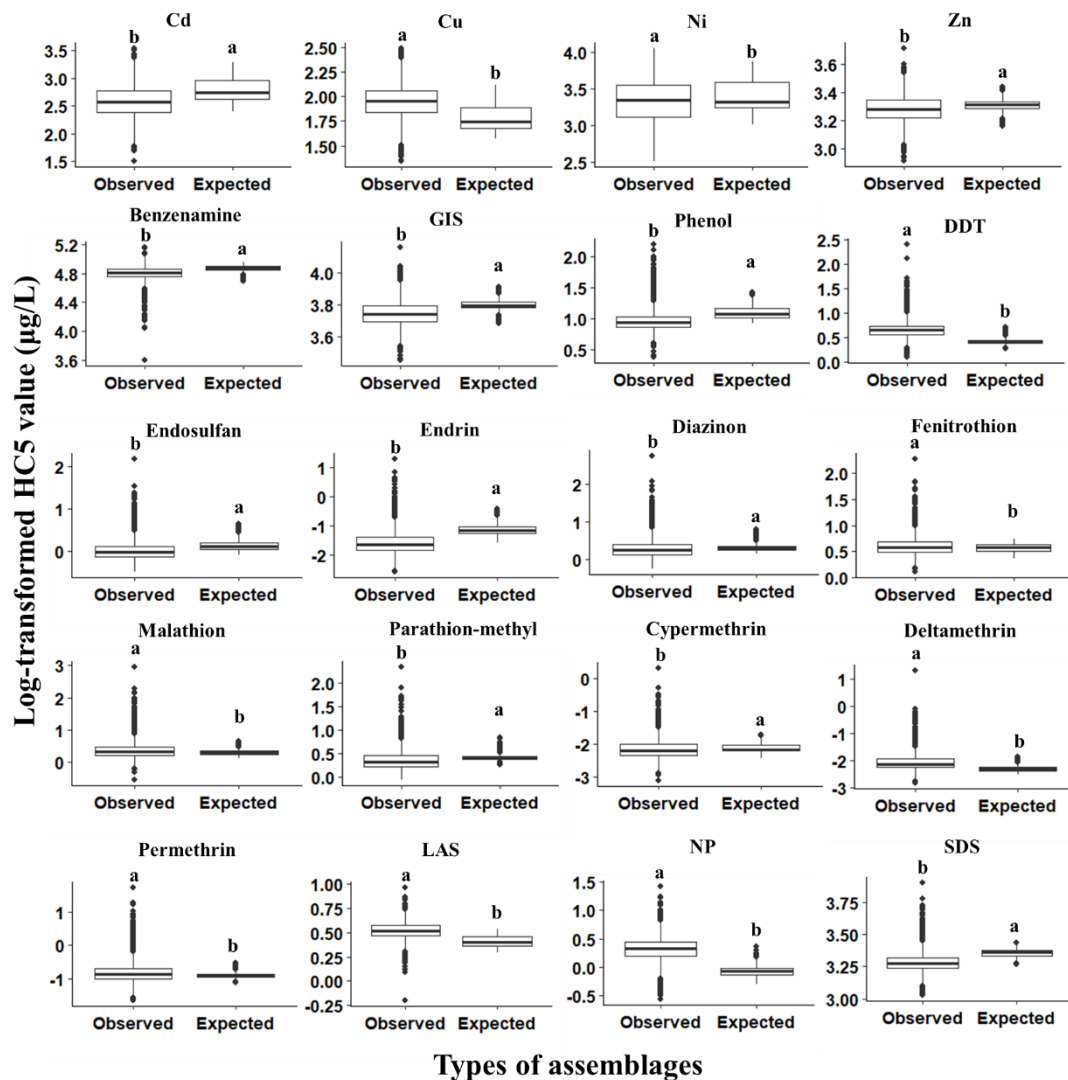 Log-transformed HC5 value (µg/L)
Cd
b
a
3.5
3.0
2.5
2.0
1.5
Observed Expected
Cu
a
b
2.50
2.25
2.00
1.75
1.50
Observed Expected
Ni
a
b
4.0
3.5
3.0
2.5
Observed Expected
Zn
b
a
3.6
3.4
3.2
3.0
Observed Expected
Benzenamine
b
a
5.2
4.8
4.4
4.0
3.6
Observed Expected
GIS
b
a
4.0
3.8
3.6
Observed Expected
Phenol
b
a
2.0
1.5
1.0
0.5
Observed Expected
DDT
a
b
2.5
2.0
1.5
1.0
0.5
0.0
Observed Expected
Endosulfan
b
a
2
1
0
Observed Expected
Endrin
b
a
1
0
-1
-2
Observed Expected
Diazinon
b
a
2
1
0
Observed Expected
Fenitrothion
a
b
2.0
1.5
1.0
0.5
0.0
Observed Expected
Malathion
a
b
3
2
1
0
Observed Expected
Parathion-methyl
b
a
2.0
1.5
1.0
0.5
0.0
Observed Expected
Cypermethrin
b
a
0
-1
-2
-3
Observed Expected
Deltamethrin
a
b
1
0
-1
-2
-3
Observed Expected
Permethrin
a
b
1
0
-1
Observed Expected
LAS
a
b
1.00
0.75
0.50
0.25
0.00
-0.25
Observed Expected
NP
a
b
1.5
1.0
0.5
0.0
-0.5
Observed Expected
SDS
b
a
3.75
3.50
3.25
3.00
Observed Expected
Types of assemblages